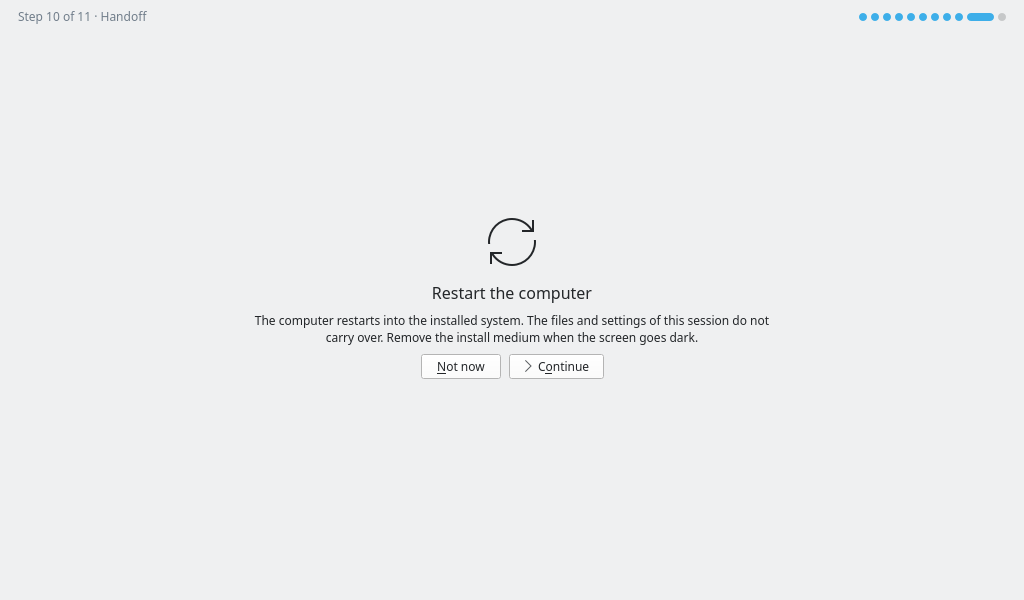 Step 10 of 11 · Handoff
Restart the computer
The computer restarts into the installed system. The files and settings of this session do not
carry over. Remove the install medium when the screen goes dark.
Not now
Continue